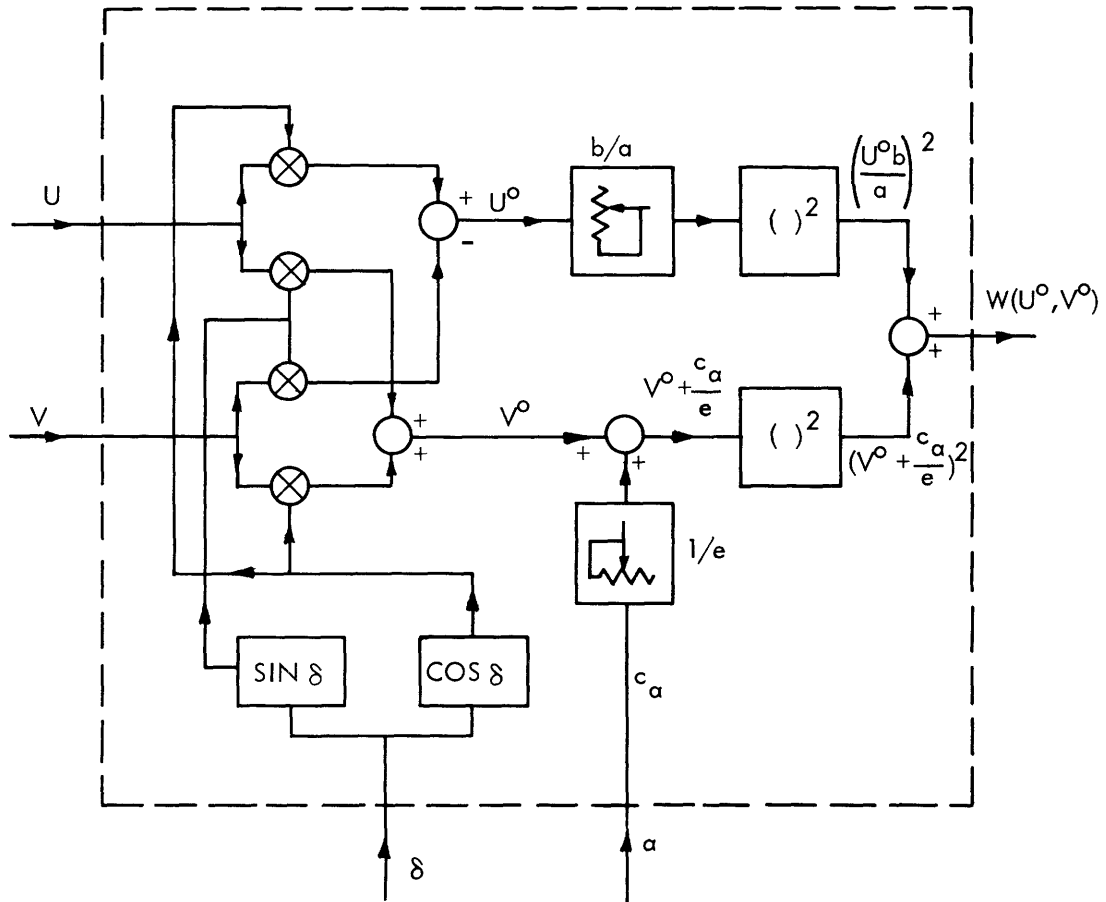 b/a
(U°b/a)²
U
+
U°
-
( )²
W(U°,V°)
+
+
V
+
+
V°
V° + cα/e
+
+
( )²
(V° + cα/e)²
1/e
SIN δ
COS δ
cα
δ
α